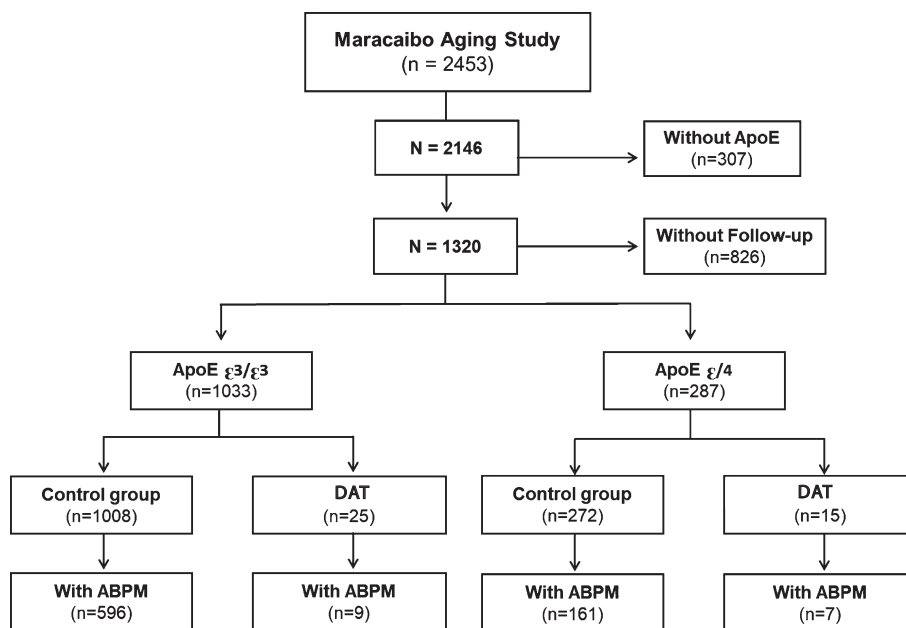 Maracaibo Aging Study
(n = 2453)
N = 2146
Without ApoE
(n=307)
N = 1320
Without Follow-up
(n=826)
ApoE ε3/ε3
(n=1033)
ApoE ε/4
(n=287)
Control group
(n=1008)
DAT
(n=25)
Control group
(n=272)
DAT
(n=15)
With ABPM
(n=596)
With ABPM
(n=9)
With ABPM
(n=161)
With ABPM
(n=7)